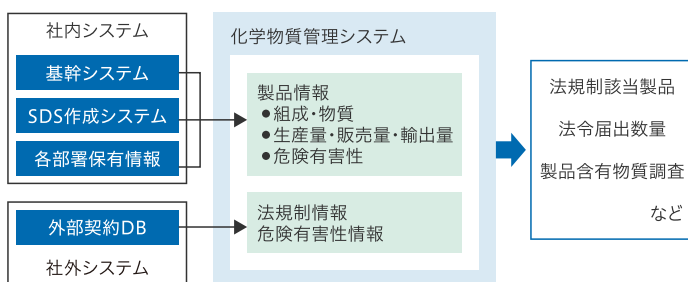 社内システム
基幹システム
SDS作成システム
各部署保有情報
外部契約DB
社外システム
化学物質管理システム
製品情報
●組成・物質
●生産量・販売量・輸出量
●危険有害性
法規制情報
危険有害性情報
法規制該当製品
法令届出数量
製品含有物質調査
など